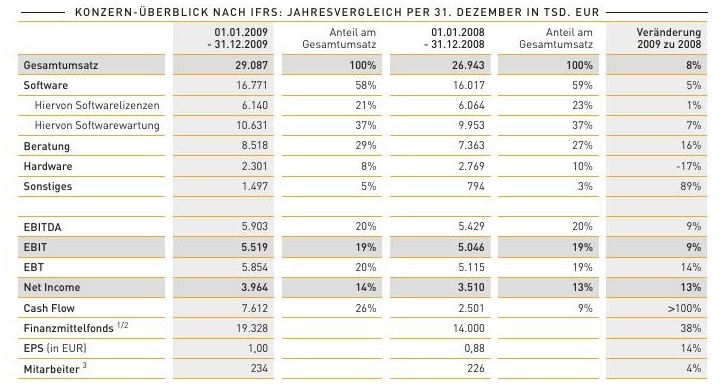 KONZERN-ÜBERBLICK NACH IFRS: JAHRESVERGLEICH PER 31. DEZEMBER IN TSD. EUR
01.01.2009 - 31.12.2009 Anteil am Gesamtumsatz 01.01.2008 - 31.12.2008 Anteil am Gesamtumsatz Veränderung 2009 zu 2008
Gesamtumsatz 29.087 100% 26.943 100% 8%
Software 16.771 58% 16.017 59% 5%
Hiervon Softwarelizenzen 6.140 21% 6.064 23% 1%
Hiervon Softwarewartung 10.631 37% 9.953 37% 7%
Beratung 8.518 29% 7.363 27% 16%
Hardware 2.301 8% 2.769 10% -17%
Sonstiges 1.497 5% 794 3% 89%
EBITDA 5.903 20% 5.429 20% 9%
EBIT 5.519 19% 5.046 19% 9%
EBT 5.854 20% 5.115 19% 14%
Net Income 3.964 14% 3.510 13% 13%
Cash Flow 7.612 26% 2.501 9% >100%
Finanzmittelfonds 1/2 19.328 14.000 38%
EPS (in EUR) 1,00 0,88 14%
Mitarbeiter 3 234 226 4%